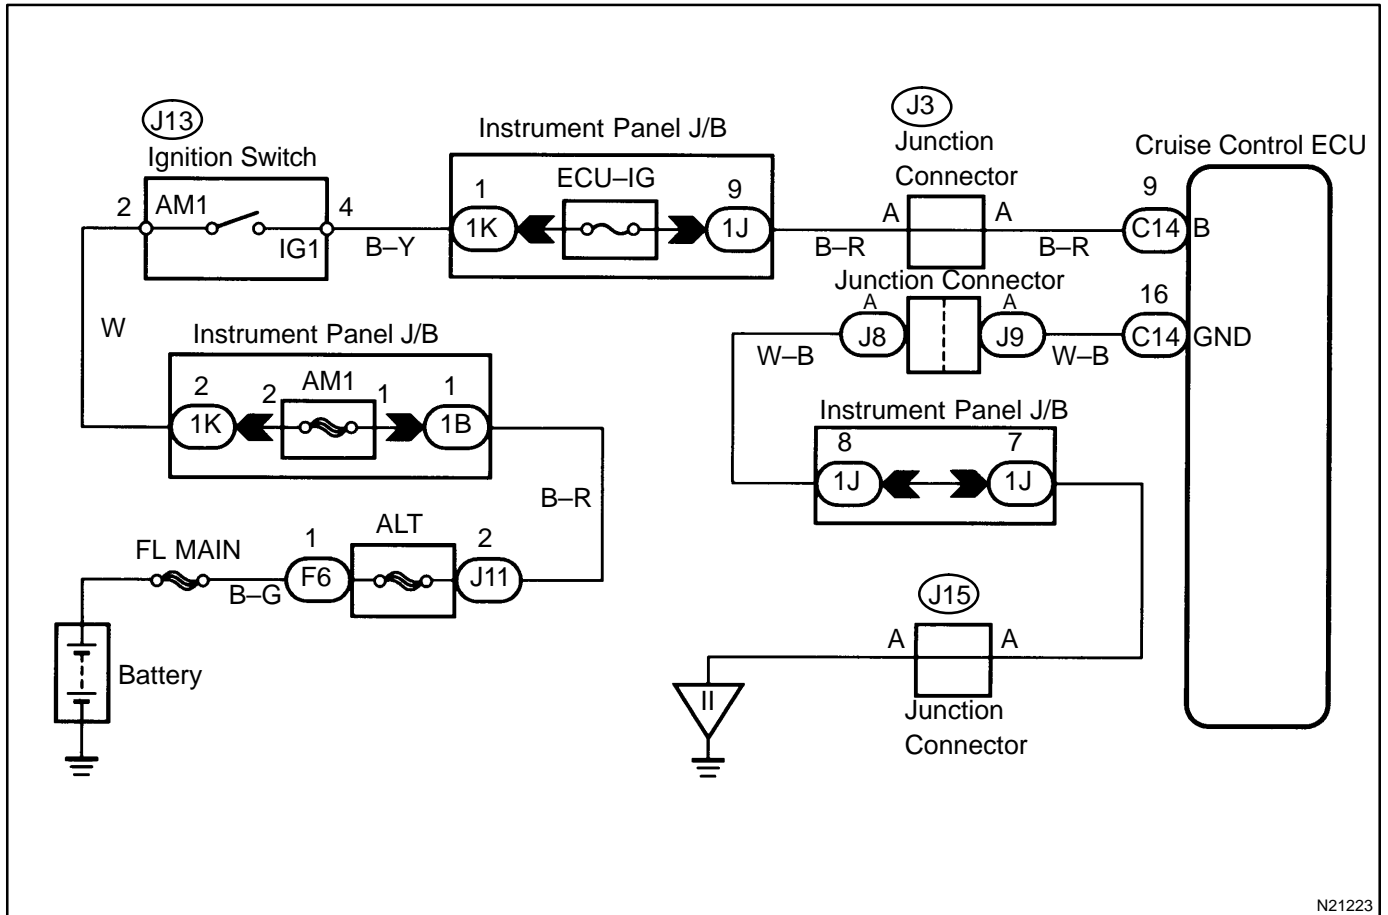 J13
Ignition Switch
2
AM1
IG1
4
B–Y
Instrument Panel J/B
1
1K
ECU–IG
9
1J
B–R
J3
Junction
Connector
A
A
B–R
Cruise Control ECU
9
C14
B
Junction Connector
A
J8
A
J9
W–B
W–B
16
C14
GND
W
Instrument Panel J/B
2
1K
2
AM1
1
1
1B
B–R
Instrument Panel J/B
8
1J
7
1J
FL MAIN
B–G
1
F6
ALT
2
J11
Battery
J15
A
A
Junction
Connector
II
N21223